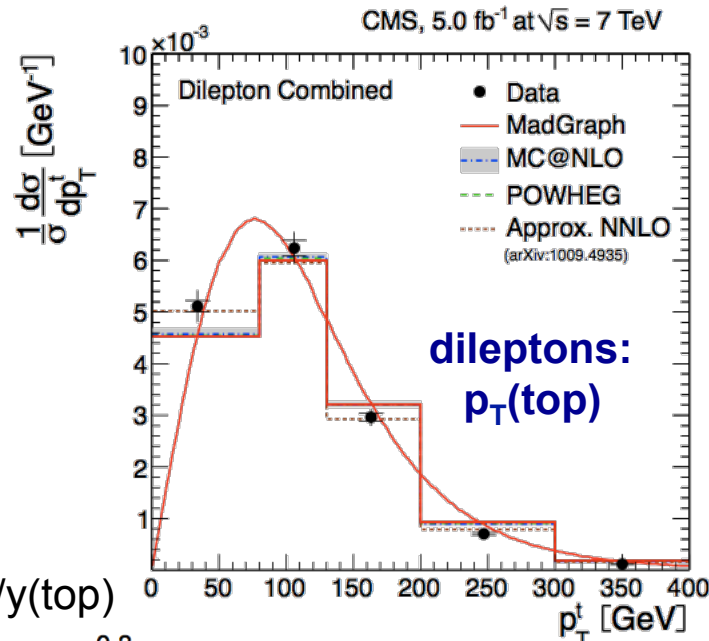 CMS, 5.0 fb⁻¹ at √s = 7 TeV
×10⁻³
Dilepton Combined
Data
MadGraph
MC@NLO
POWHEG
Approx. NNLO
(arXiv:1009.4935)
1/σ dσ/dp_T^t [GeV⁻¹]
10
9
8
7
6
5
4
3
2
1
dileptons:
p_T(top)
0 50 100 150 200 250 300 350 400
p_T^t [GeV]
/y(top)